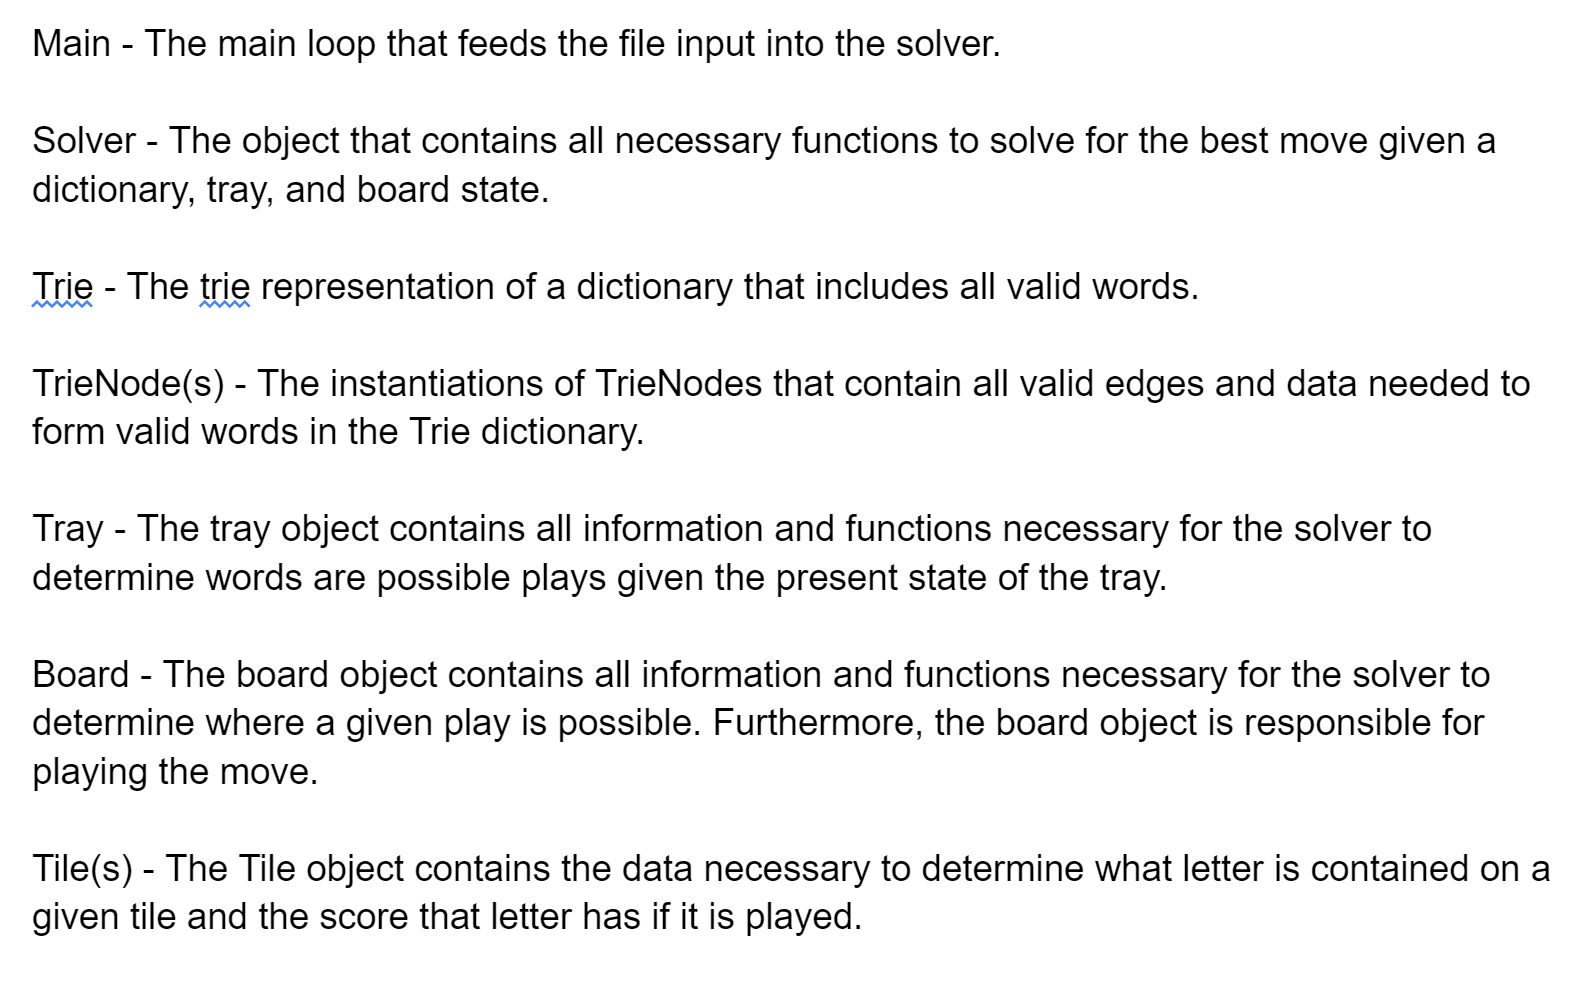 Main - The main loop that feeds the file input into the solver.
Solver - The object that contains all necessary functions to solve for the best move given a
dictionary, tray, and board state.
Trie - The trie representation of a dictionary that includes all valid words.
TrieNode(s) - The instantiations of TrieNodes that contain all valid edges and data needed to
form valid words in the Trie dictionary.
Tray - The tray object contains all information and functions necessary for the solver to
determine words are possible plays given the present state of the tray.
Board - The board object contains all information and functions necessary for the solver to
determine where a given play is possible. Furthermore, the board object is responsible for
playing the move.
Tile(s) - The Tile object contains the data necessary to determine what letter is contained on a
given tile and the score that letter has if it is played.